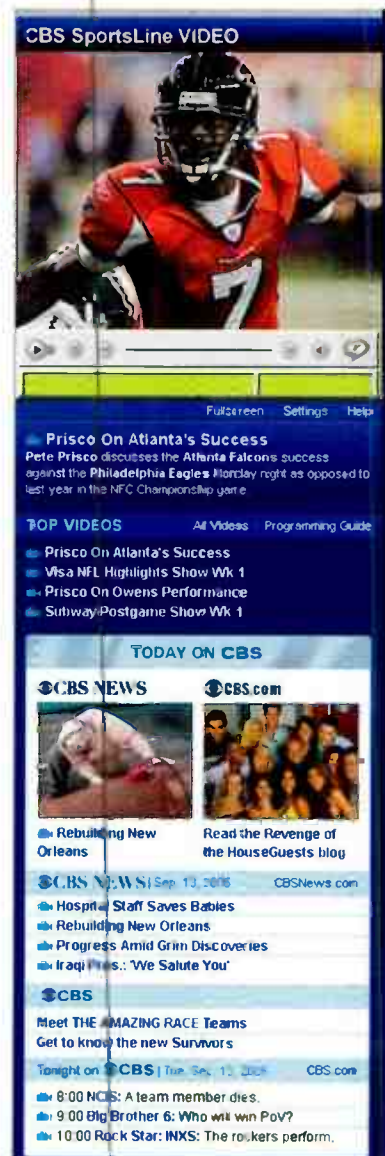 CBS SportsLine VIDEO
7
7
Fullscreen Settings Help
Prisco On Atlanta's Success
Pete Prisco discusses the Atlanta Falcons success
against the Philadelphia Eagles Monday night as opposed to
last year in the NFC Championship game
TOP VIDEOS All Videos Programming Guide
Prisco On Atlanta's Success
Visa NFL Highlights Show Wk 1
Prisco On Owens Performance
Subway Postgame Show Wk 1
TODAY ON CBS
CBS NEWS CBS.com
Rebuilding New
Orleans
Read the Revenge of
the HouseGuests blog
CBS NEWS | Sep. 13, 2005 CBSNews.com
Hospital Staff Saves Babies
Rebuilding New Orleans
Progress Amid Grim Discoveries
Iraqi Pres.: 'We Salute You'
CBS
Meet THE AMAZING RACE Teams
Get to know the new Survivors
Tonight on CBS | Tue, Sep. 13, 2005 CBS.com
8:00 NCIS: A team member dies.
9:00 Big Brother 6: Who will win PoV?
10:00 Rock Star: INXS: The rockers perform.